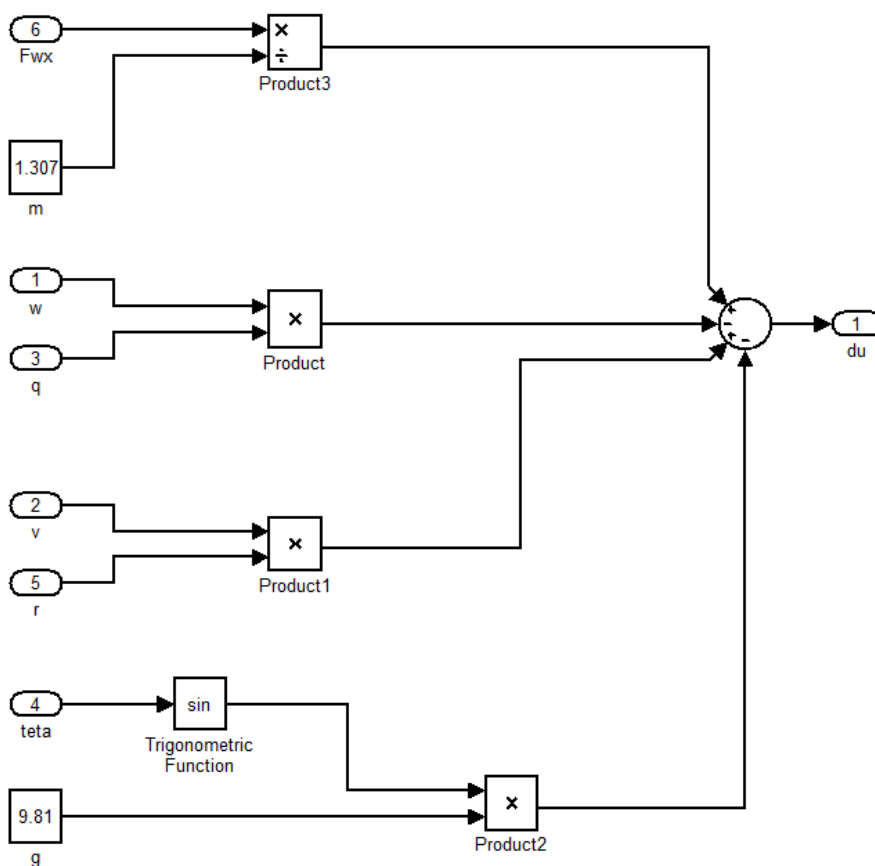 6
Fwx
×
÷
Product3
1.307
m
1
w
3
q
×
Product
+
-
+
-
1
du
2
v
5
r
×
Product1
4
teta
sin
Trigonometric
Function
9.81
g
×
Product2